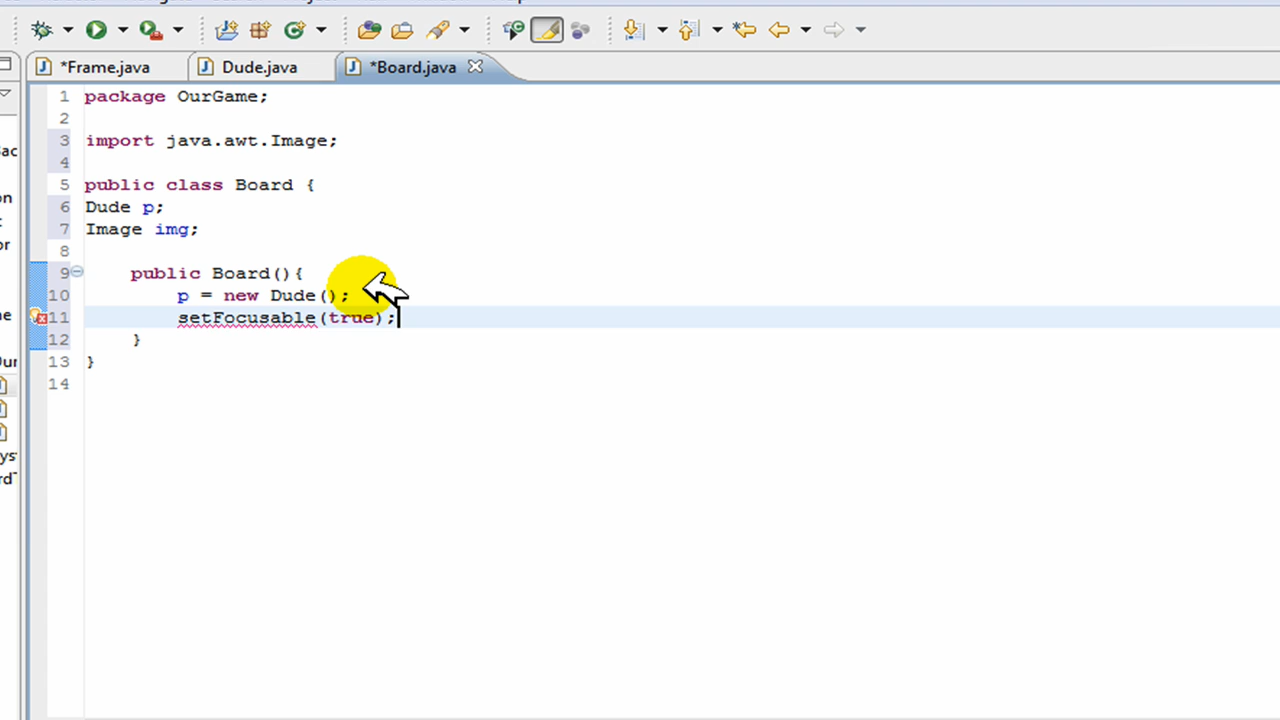 *Frame.java Dude.java *Board.java
1 package OurGame;
2
3 import java.awt.Image;
4
5 public class Board {
6 Dude p;
7 Image img;
8
9 public Board(){
10 p = new Dude();
11 setFocusable(true);
12 }
13 }
14